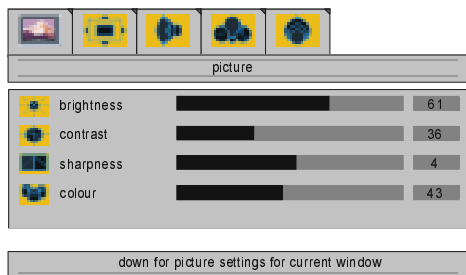 picture
brightness 61
contrast 36
sharpness 4
colour 43
down for picture settings for current window